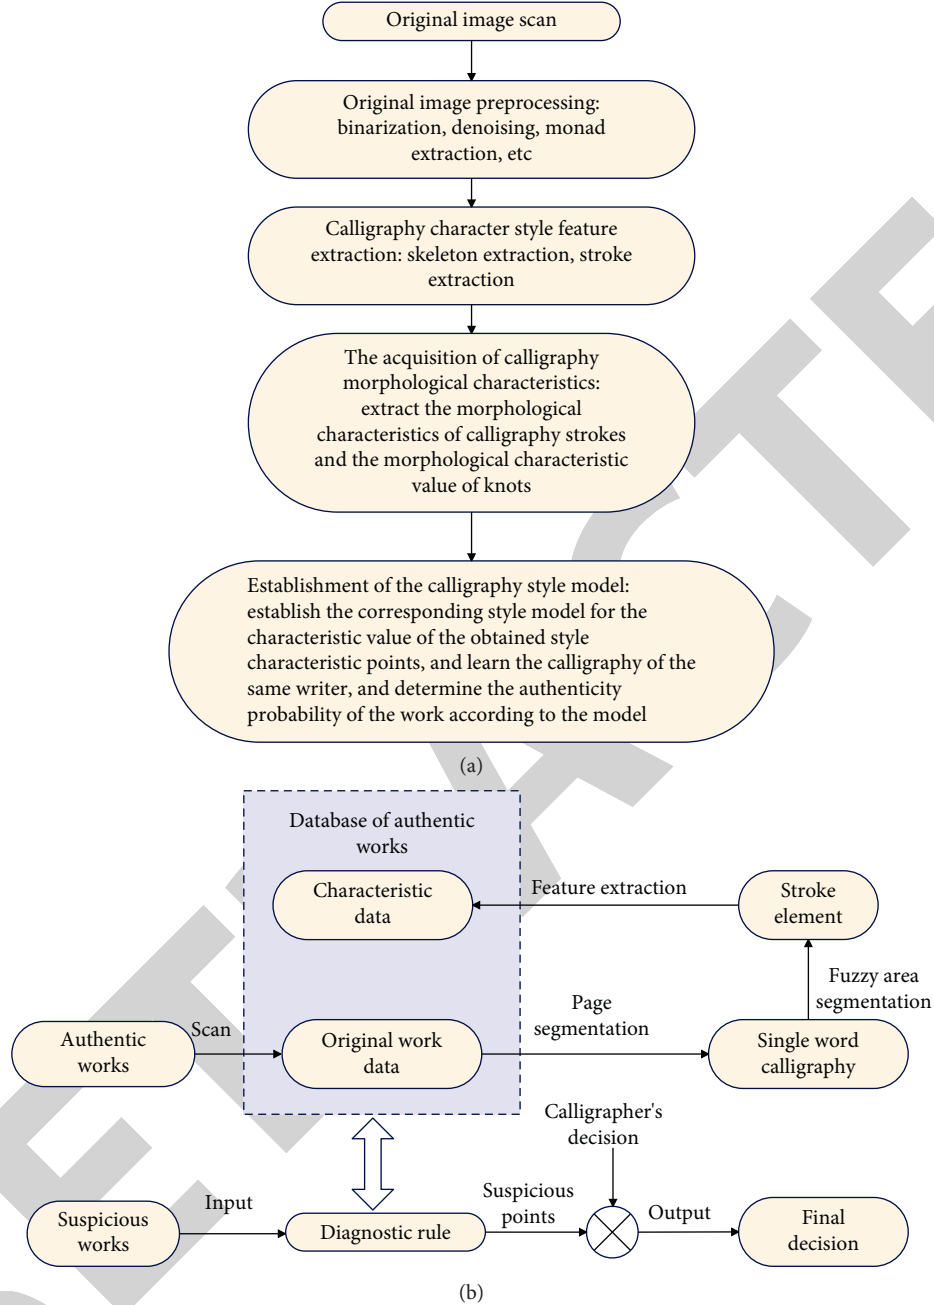 Original image scan
Original image preprocessing:
binarization, denoising, monad
extraction, etc
Calligraphy character style feature
extraction: skeleton extraction, stroke
extraction
The acquisition of calligraphy
morphological characteristics:
extract the morphological
characteristics of calligraphy strokes
and the morphological characteristic
value of knots
Establishment of the calligraphy style model:
establish the corresponding style model for the
characteristic value of the obtained style
characteristic points, and learn the calligraphy of the
same writer, and determine the authenticity
probability of the work according to the model
(a)
Database of authentic
works
Characteristic
data
Feature extraction
Stroke
element
Fuzzy area
segmentation
Authentic
works
Scan
Original work
data
Page
segmentation
Single word
calligraphy
Calligrapher's
decision
Suspicious
works
Input
Diagnostic rule
Suspicious
points
Output
Final
decision
(b)